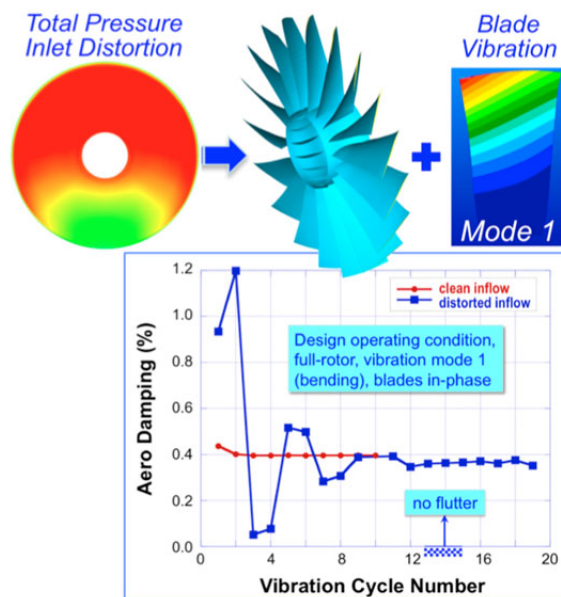 Total Pressure
Inlet Distortion
Blade
Vibration
Mode 1
1.2
1.0
0.8
0.6
0.4
0.2
0.0
Aero Damping (%)
clean inflow
distorted inflow
Design operating condition,
full-rotor, vibration mode 1
(bending), blades in-phase
no flutter
0 4 8 12 16 20
Vibration Cycle Number